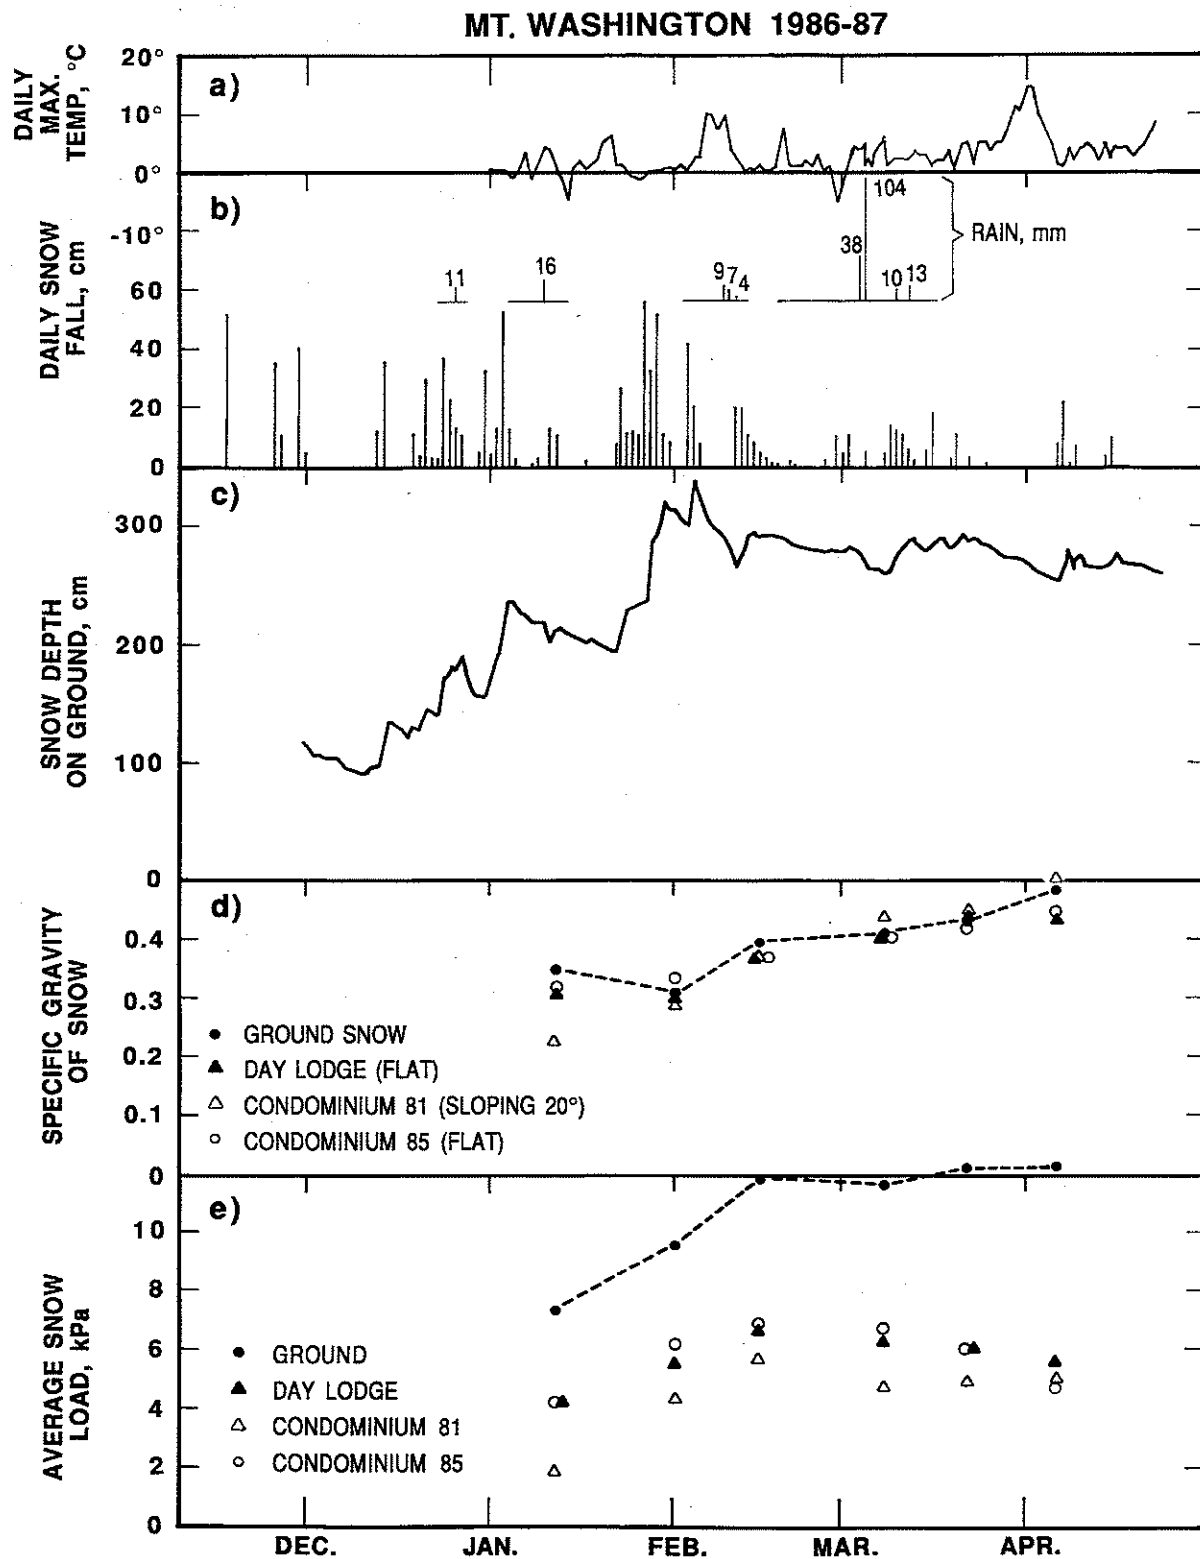 MT. WASHINGTON 1986-87
DAILY
MAX.
TEMP, °C
20°
10°
0°
-10°
a)
b)
DAILY SNOW
FALL, cm
60
40
20
0
11
16
9
7
4
38
104
10
13
RAIN, mm
c)
SNOW DEPTH
ON GROUND, cm
300
200
100
0
d)
SPECIFIC GRAVITY
OF SNOW
0.4
0.3
0.2
0.1
0
GROUND SNOW
DAY LODGE (FLAT)
CONDOMINIUM 81 (SLOPING 20°)
CONDOMINIUM 85 (FLAT)
e)
AVERAGE SNOW
LOAD, kPa
10
8
6
4
2
0
GROUND
DAY LODGE
CONDOMINIUM 81
CONDOMINIUM 85
DEC. JAN. FEB. MAR. APR.